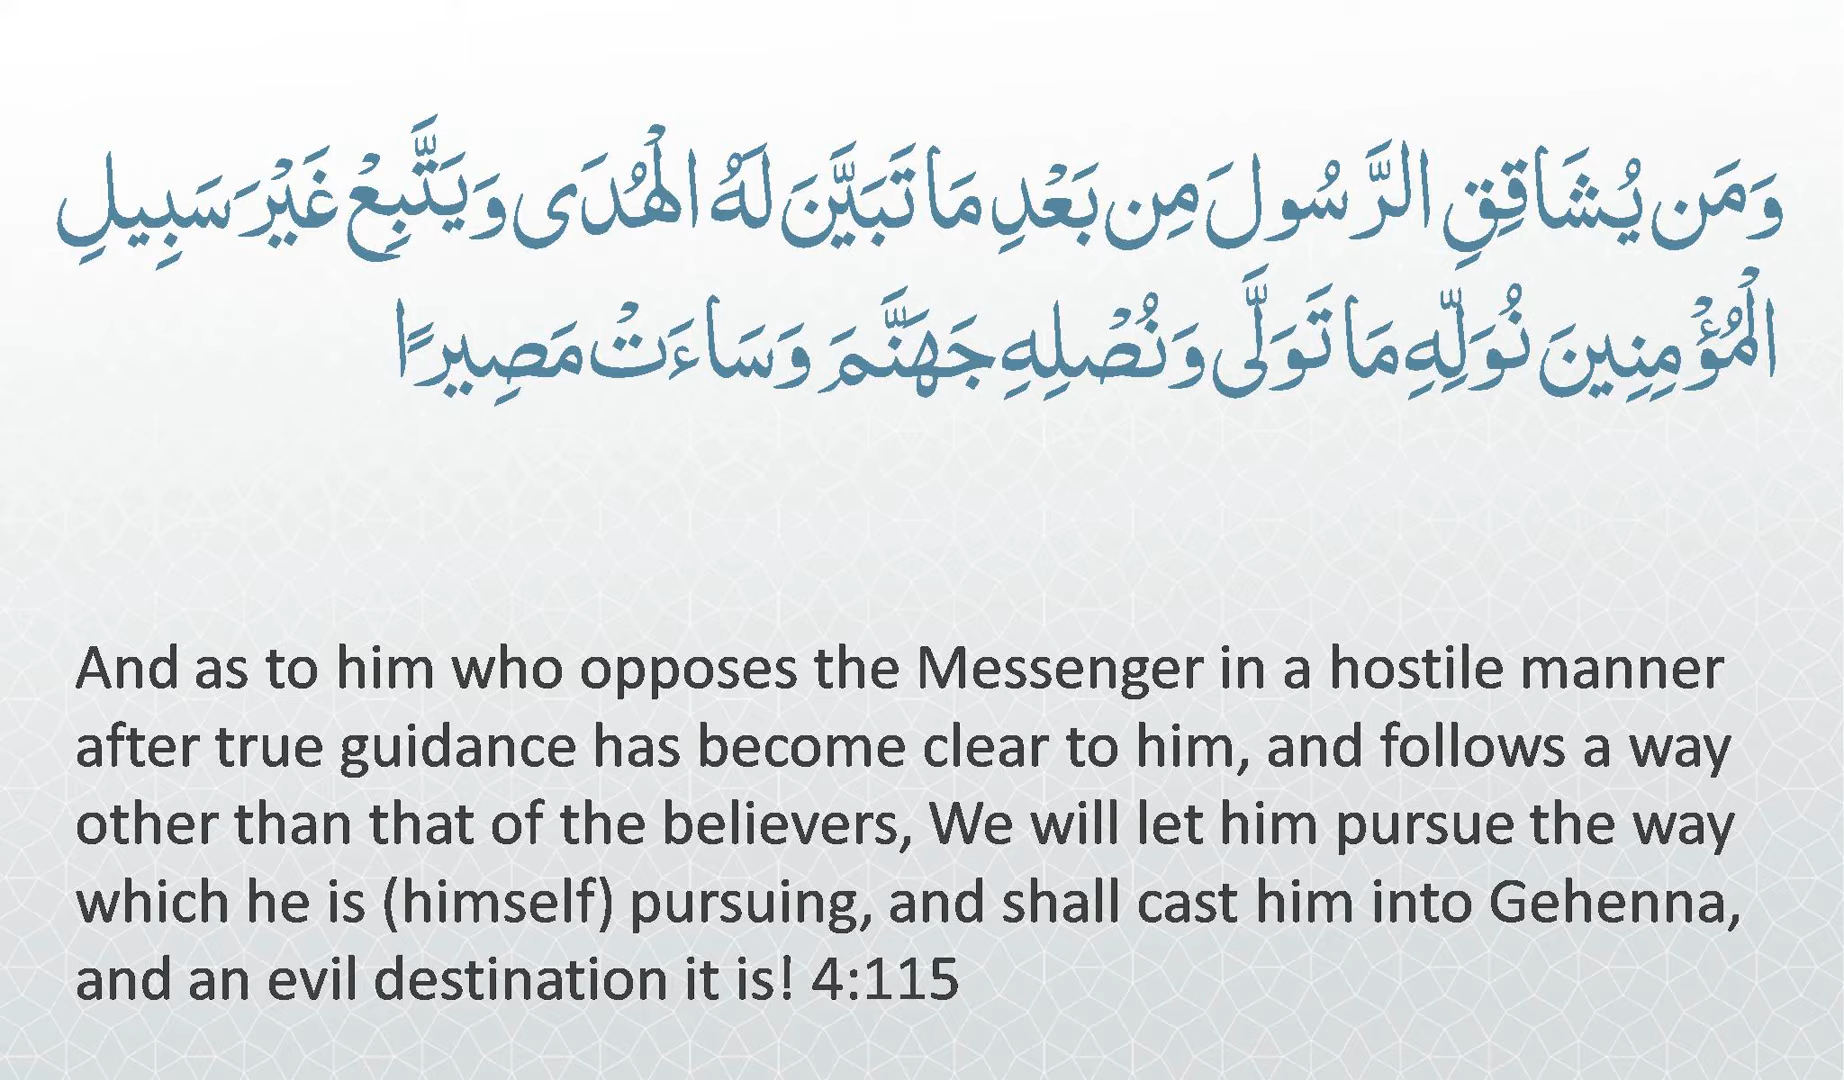 وَمَن يُشَاقِقِ الرَّسُولَ مِن بَعْدِ مَا تَبَيَّنَ لَهُ الْهُدَى وَيَتَّبِعْ غَيْرَ سَبِيلِ
الْمُؤْمِنِينَ نُوَلِّهِ مَا تَوَلَّى وَنُصْلِهِ جَهَنَّمَ وَسَاءَتْ مَصِيرًا
And as to him who opposes the Messenger in a hostile manner
after true guidance has become clear to him, and follows a way
other than that of the believers, We will let him pursue the way
which he is (himself) pursuing, and shall cast him into Gehenna,
and an evil destination it is! 4:115